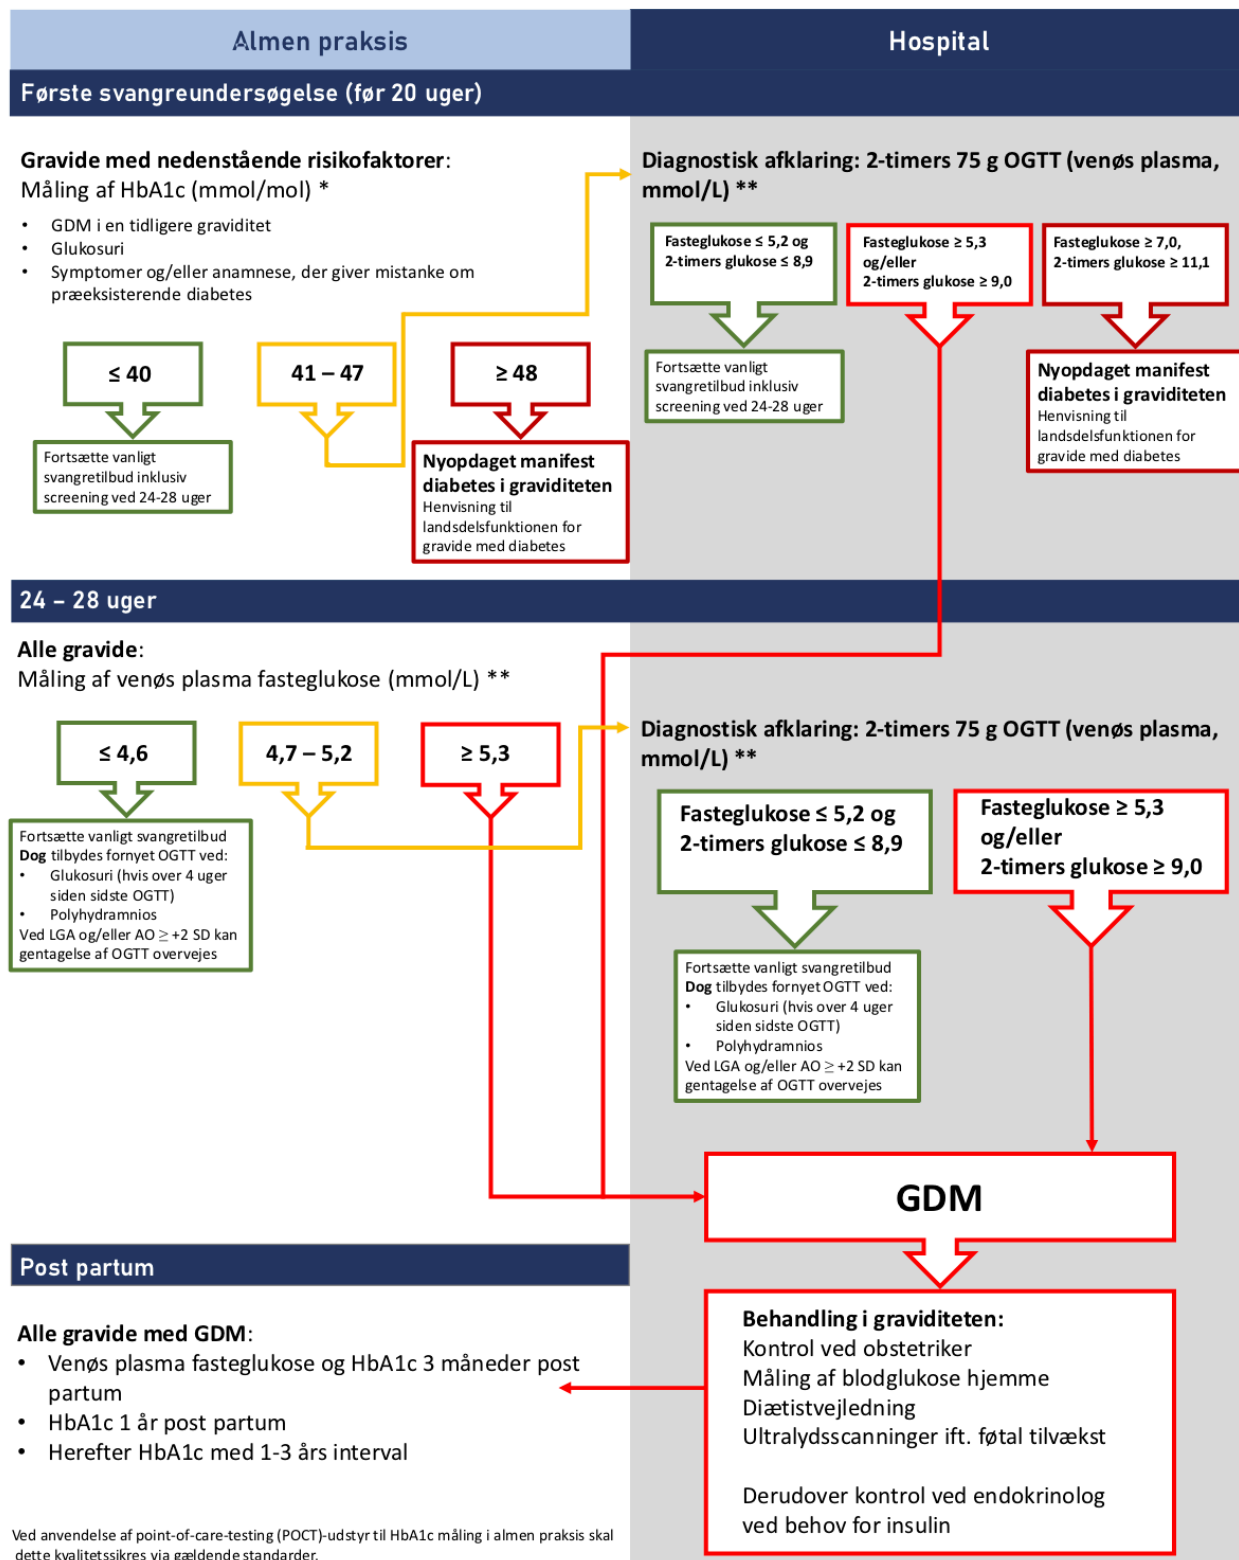 Almen praksis
Hospital
Første svangreundersøgelse (før 20 uger)
Gravide med nedenstående risikofaktorer:
Måling af HbA1c (mmol/mol) *
• GDM i en tidligere graviditet
• Glukosuri
• Symptomer og/eller anamnese, der giver mistanke om
præeksisterende diabetes
≤ 40
41 – 47
≥ 48
Fortsætte vanligt
svangretilbud inklusiv
screening ved 24-28 uger
Nyopdaget manifest
diabetes i graviditeten
Henvisning til
landsdelsfunktionen for
gravide med diabetes
Diagnostisk afklaring: 2-timers 75 g OGTT (venøs plasma,
mmol/L) **
Fasteglukose ≤ 5,2 og
2-timers glukose ≤ 8,9
Fasteglukose ≥ 5,3
og/eller
2-timers glukose ≥ 9,0
Fasteglukose ≥ 7,0,
2-timers glukose ≥ 11,1
Fortsætte vanligt
svangretilbud inklusiv
screening ved 24-28 uger
Nyopdaget manifest
diabetes i graviditeten
Henvisning til
landsdelsfunktionen for
gravide med diabetes
24 – 28 uger
Alle gravide:
Måling af venøs plasma fasteglukose (mmol/L) **
≤ 4,6
4,7 – 5,2
≥ 5,3
Fortsætte vanligt svangretilbud
Dog tilbydes fornyet OGTT ved:
• Glukosuri (hvis over 4 uger
siden sidste OGTT)
• Polyhydramnios
Ved LGA og/eller AO ≥ +2 SD kan
gentagelse af OGTT overvejes
Diagnostisk afklaring: 2-timers 75 g OGTT (venøs plasma,
mmol/L) **
Fasteglukose ≤ 5,2 og
2-timers glukose ≤ 8,9
Fasteglukose ≥ 5,3
og/eller
2-timers glukose ≥ 9,0
Fortsætte vanligt svangretilbud
Dog tilbydes fornyet OGTT ved:
• Glukosuri (hvis over 4 uger
siden sidste OGTT)
• Polyhydramnios
Ved LGA og/eller AO ≥ +2 SD kan
gentagelse af OGTT overvejes
GDM
Behandling i graviditeten:
Kontrol ved obstetriker
Måling af blodglukose hjemme
Diætistvejledning
Ultralydsscanninger ift. føtal tilvækst
Derudover kontrol ved endokrinolog
ved behov for insulin
Post partum
Alle gravide med GDM:
• Venøs plasma fasteglukose og HbA1c 3 måneder post
partum
• HbA1c 1 år post partum
• Herefter HbA1c med 1-3 års interval
Ved anvendelse af point-of-care-testing (POCT)-udstyr til HbA1c måling i almen praksis skal
dette kvalitetssikres via gældende standarder.